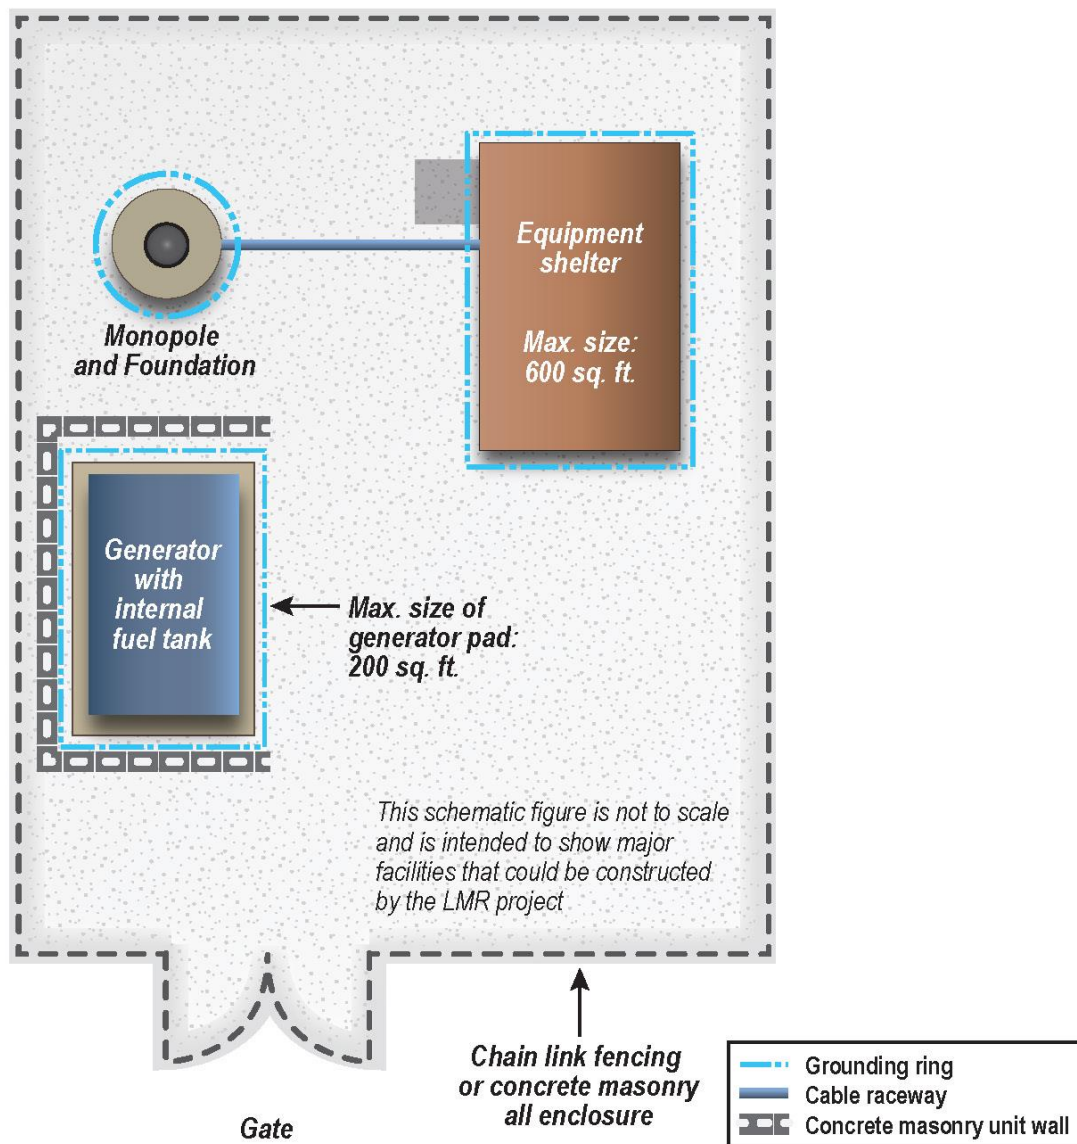 Equipment
shelter
Max. size:
600 sq. ft.
Monopole
and Foundation
Generator
with
internal
fuel tank
Max. size of
generator pad:
200 sq. ft.
This schematic figure is not to scale
and is intended to show major
facilities that could be constructed
by the LMR project
Chain link fencing
or concrete masonry
all enclosure
Gate
Grounding ring
Cable raceway
Concrete masonry unit wall